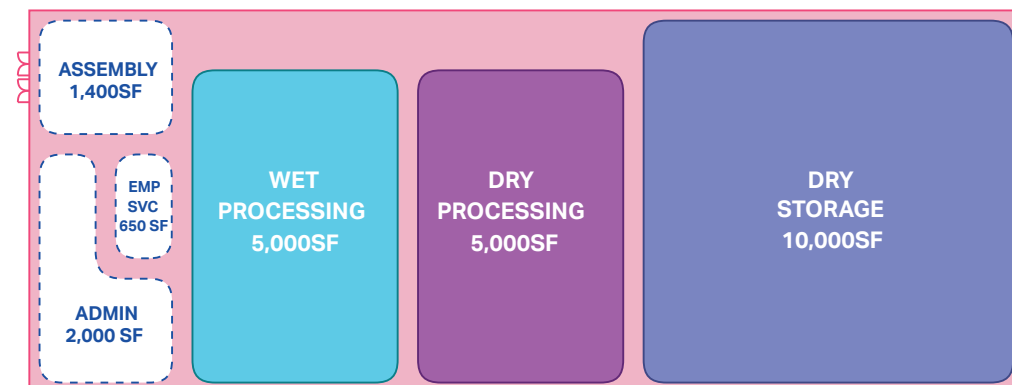 ASSEMBLY
1,400SF
EMP
SVC
650 SF
ADMIN
2,000 SF
WET
PROCESSING
5,000SF
DRY
PROCESSING
5,000SF
DRY
STORAGE
10,000SF